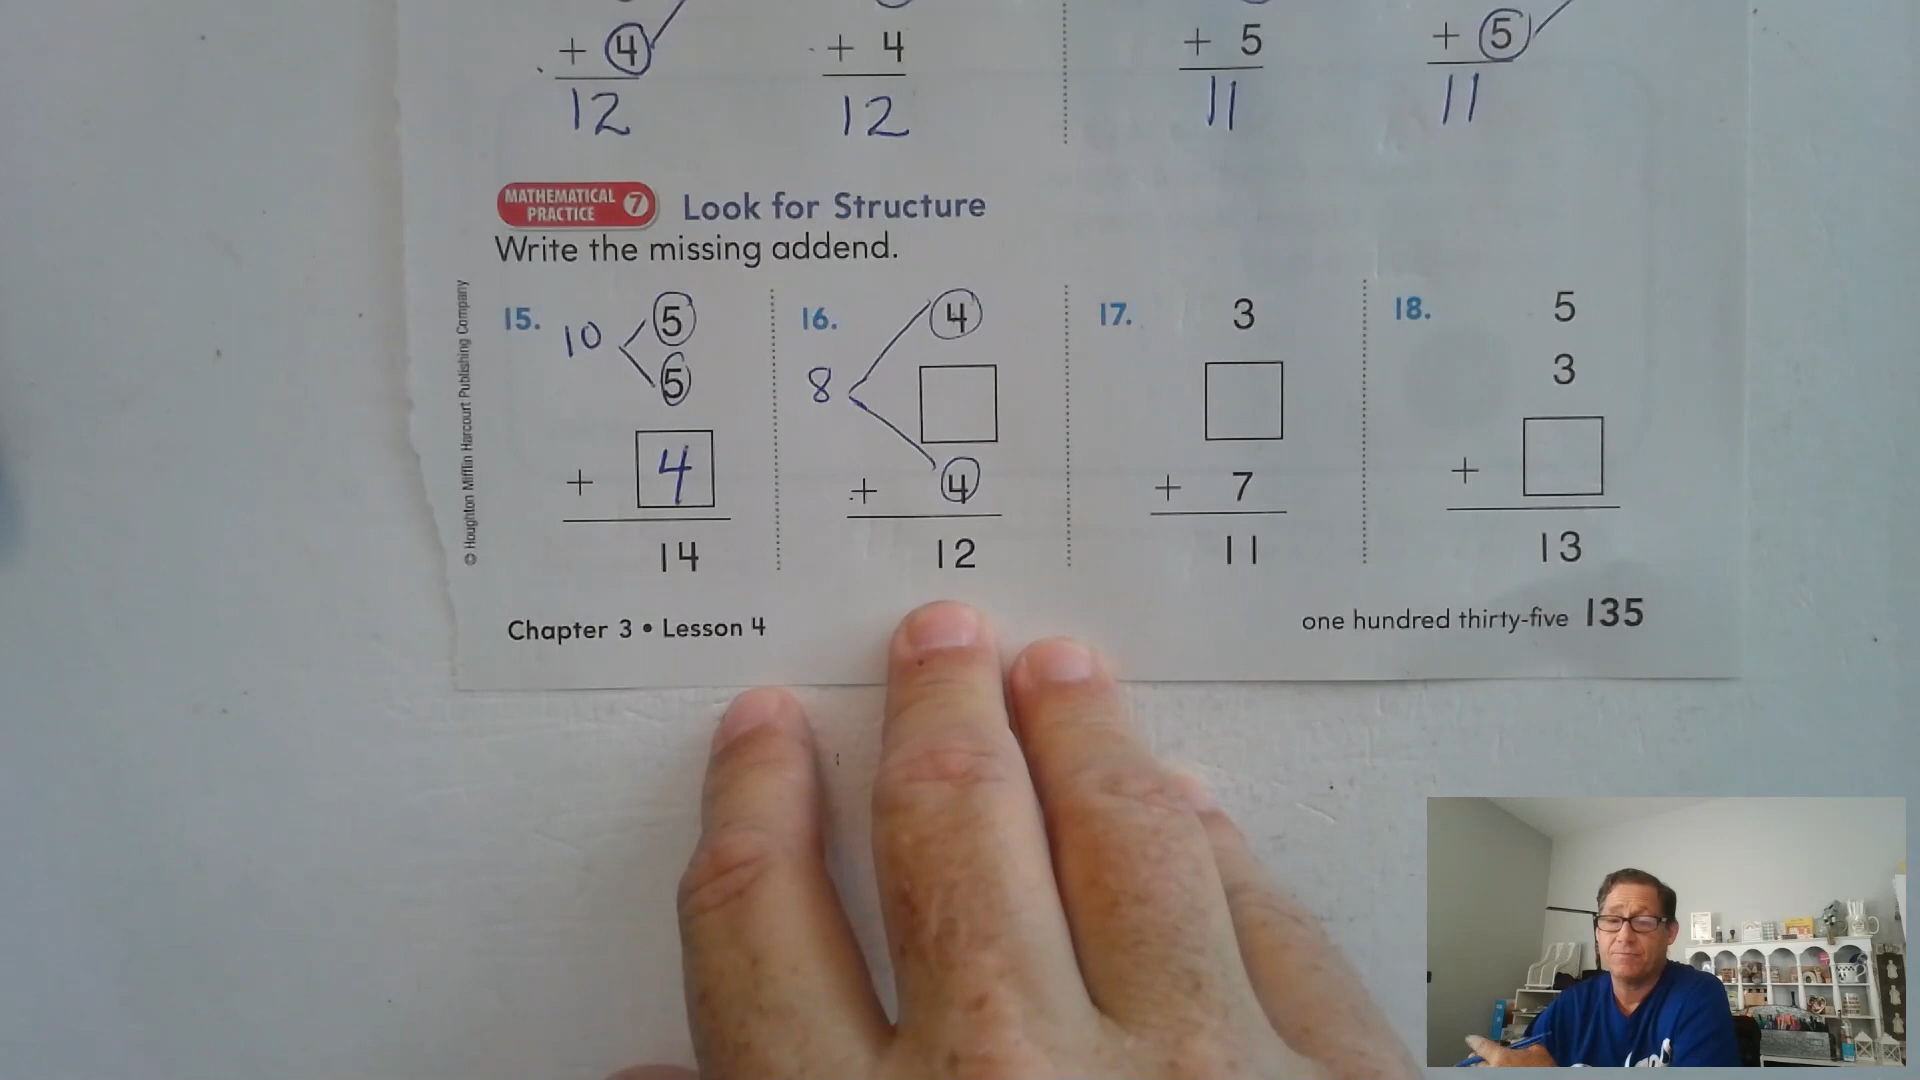 + 4 + 4 + 5 + 5
12 12 11 11
MATHEMATICAL PRACTICE 7 Look for Structure
Write the missing addend.
15. 10 5 5 + 4 14
16. 8 4 + 4 12
17. 3 + 7 11
18. 5 3 + 13
© Houghton Mifflin Harcourt Publishing Company
Chapter 3 • Lesson 4
one hundred thirty-five 135